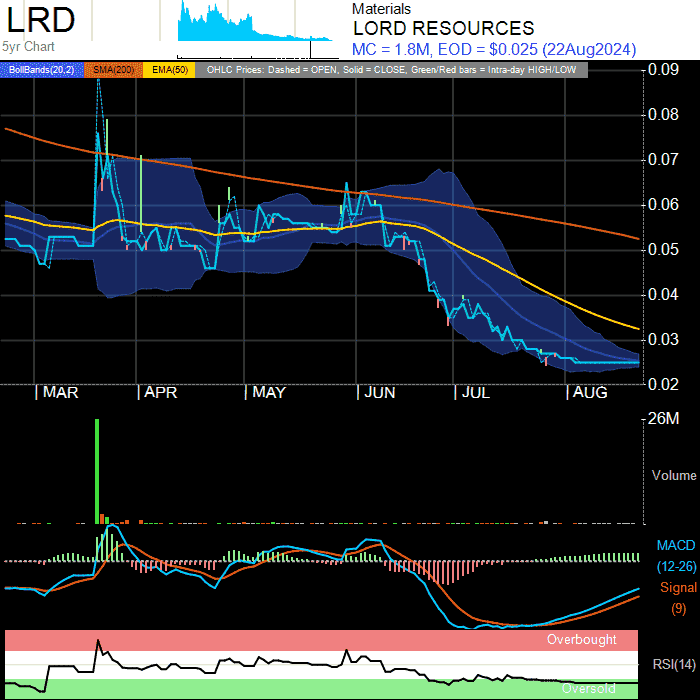 LRD
5yr Chart
Materials
LORD RESOURCES
MC = 1.8M, EOD = $0.025 (22Aug2024)
BollBands(20,2) SMA(200) EMA(50) OHLC Prices: Dashed = OPEN, Solid = CLOSE, Green/Red bars = Intra-day HIGH/LOW
0.09
0.08
0.07
0.06
0.05
0.04
0.03
0.02
MAR APR MAY JUN JUL AUG
26M
Volume
MACD
(12-26)
Signal
(9)
Overbought
RSI(14)
Oversold